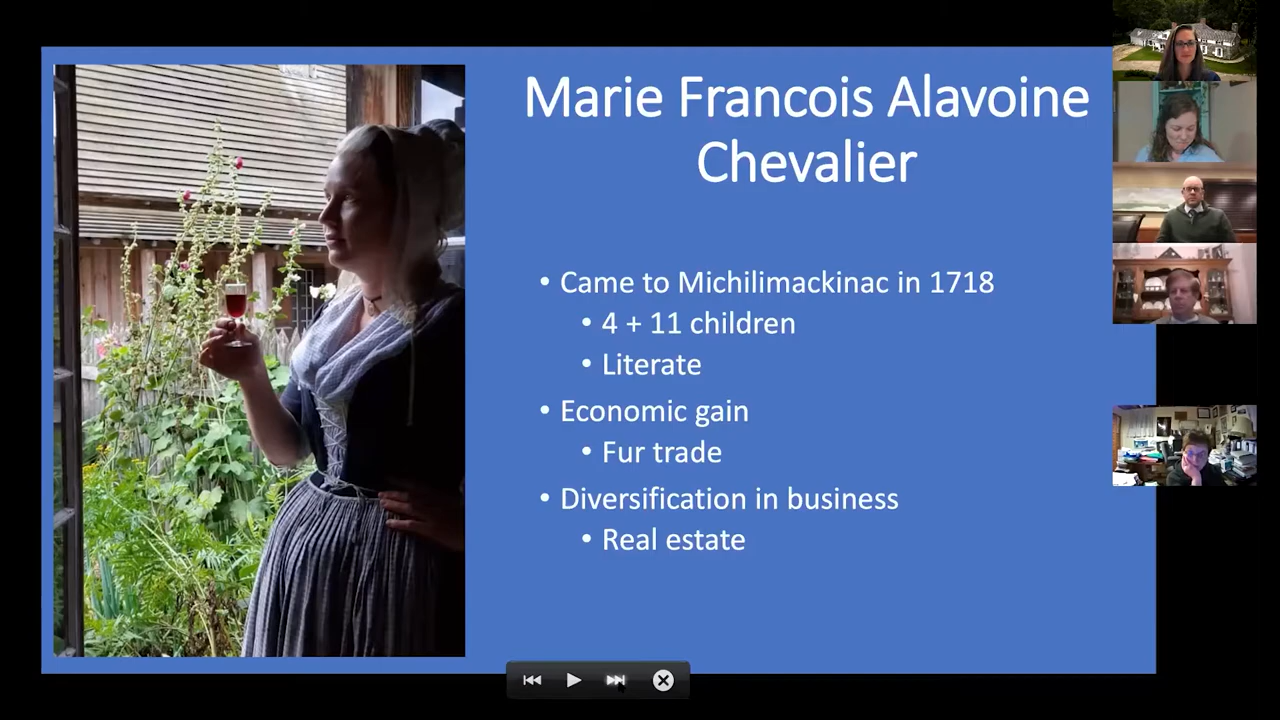 Marie Francois Alavoine
Chevalier
• Came to Michilimackinac in 1718
• 4 + 11 children
• Literate
• Economic gain
• Fur trade
• Diversification in business
• Real estate